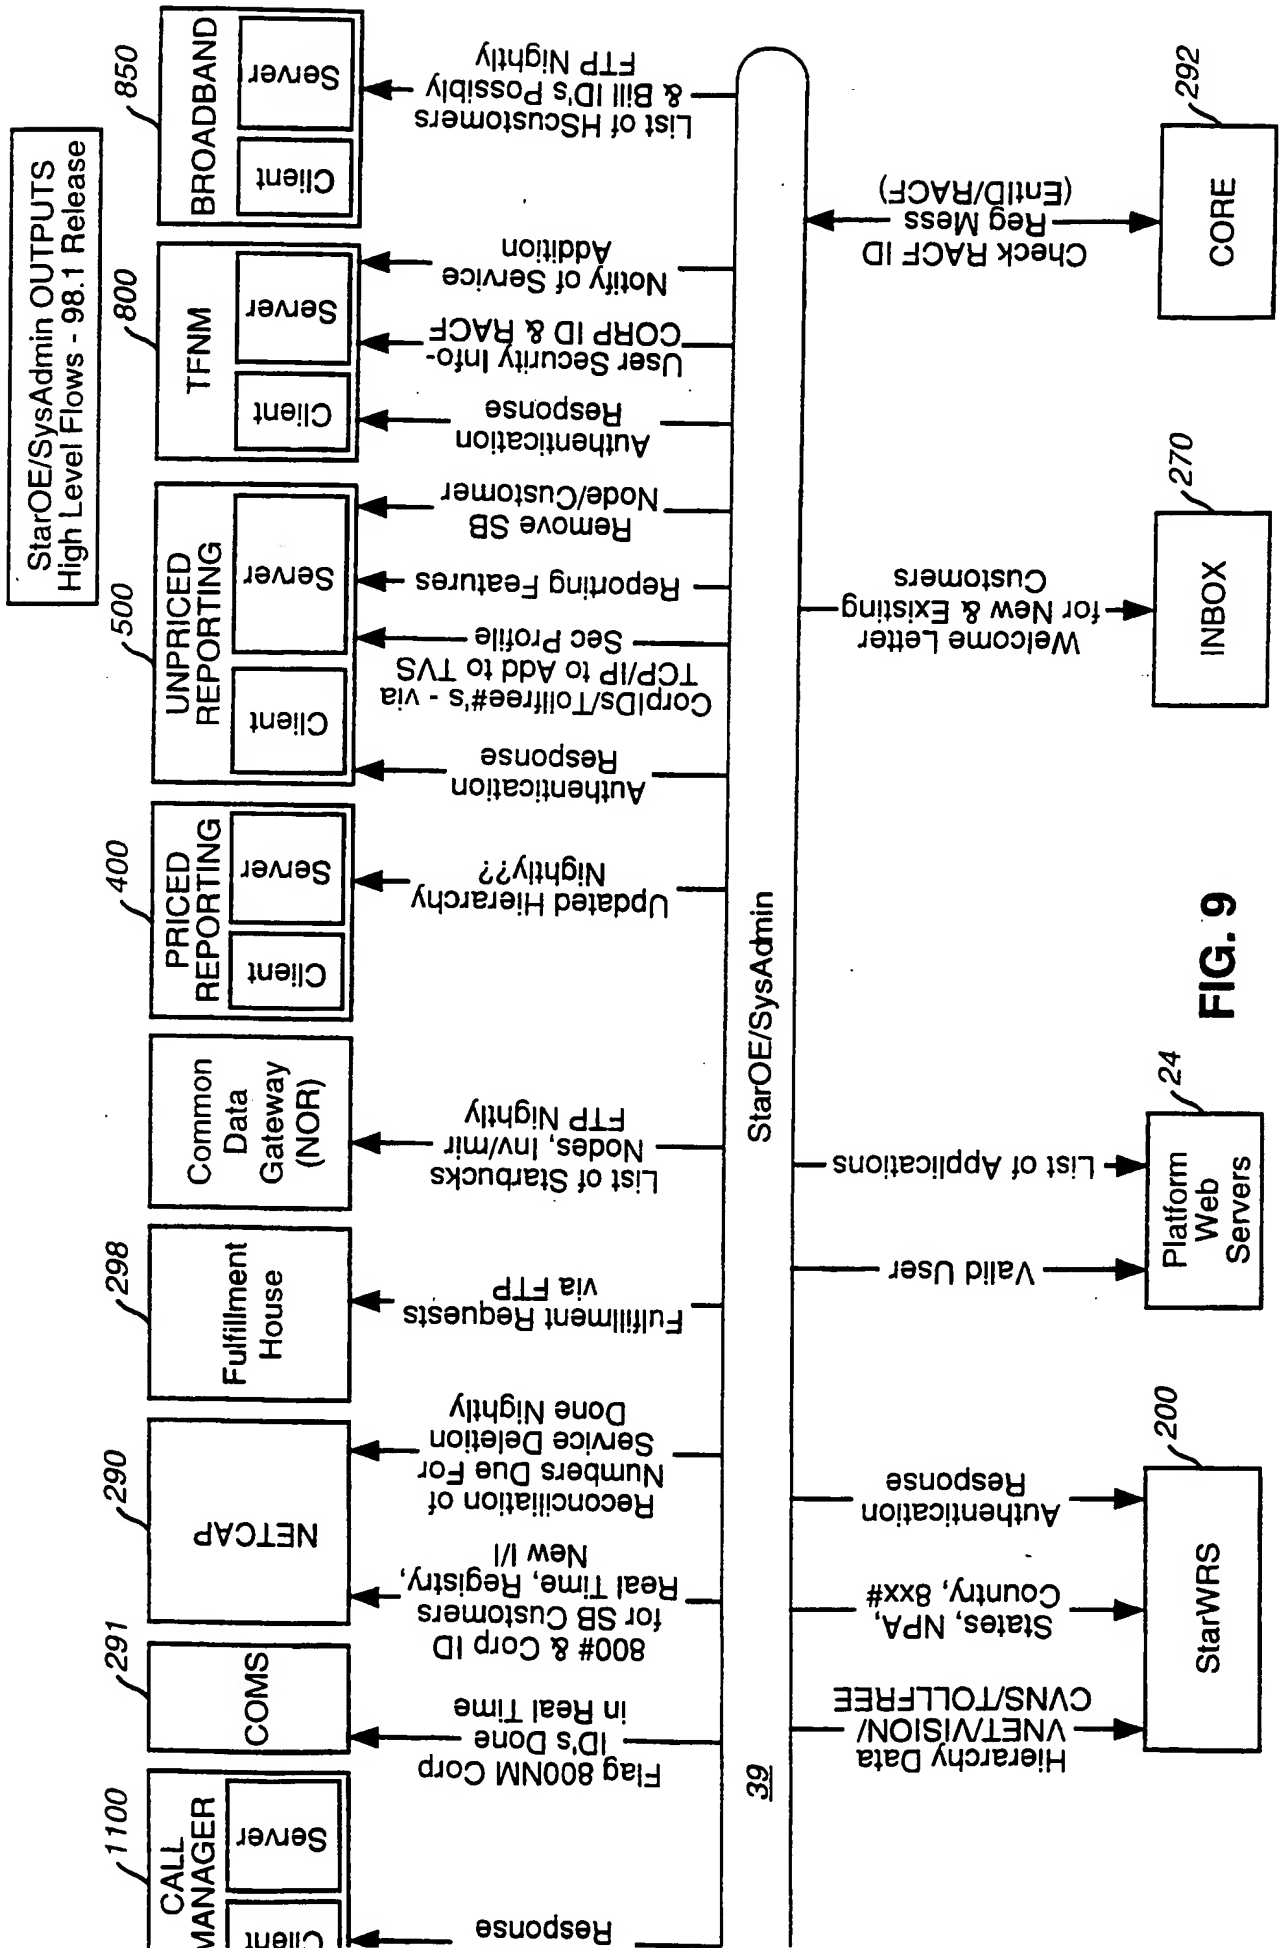 StarOE/SysAdmin OUTPUTS
High Level Flows - 98.1 Release
1100
CALL
MANAGER
Client
Server
291
COMS
290
NETCAP
298
Fulfillment
House
Common
Data
Gateway
(NOR)
400
PRICED
REPORTING
Client
Server
500
UNPRICED
REPORTING
Client
Server
800
TFNM
Client
Server
850
BROADBAND
Client
Server
Response
Flag 800NM Corp
ID's Done
in Real Time
800# & Corp ID
for SB Customers
Real Time, Registry,
New I/I
Reconciliation of
Numbers Due For
Service Deletion
Done Nightly
Fulfillment Requests
via FTP
List of Starbucks
Nodes, Inv/mir
FTP Nightly
Updated Hierarchy
Nightly??
Authentication
Response
CorpIDs/Tollfree#'s - via
TCP/IP to Add to TVS
Sec Profile
Reporting Features
Remove SB
Node/Customer
Authentication
Response
User Security Info-
CORP ID & RACF
Notify of Service
Addition
List of HScustomers
& Bill ID's Possibly
FTP Nightly
39
StarOE/SysAdmin
Hierarchy Data
VNET/VISION/
CVNS/TOLLFREE
States, NPA,
Country, 8xx#
Authentication
Response
Valid User
List of Applications
Welcome Letter
for New & Existing
Customers
Check RACF ID
Reg Mess
(EntID/RACF)
StarWRS
200
Platform
Web
Servers
24
INBOX
270
CORE
292
FIG. 9